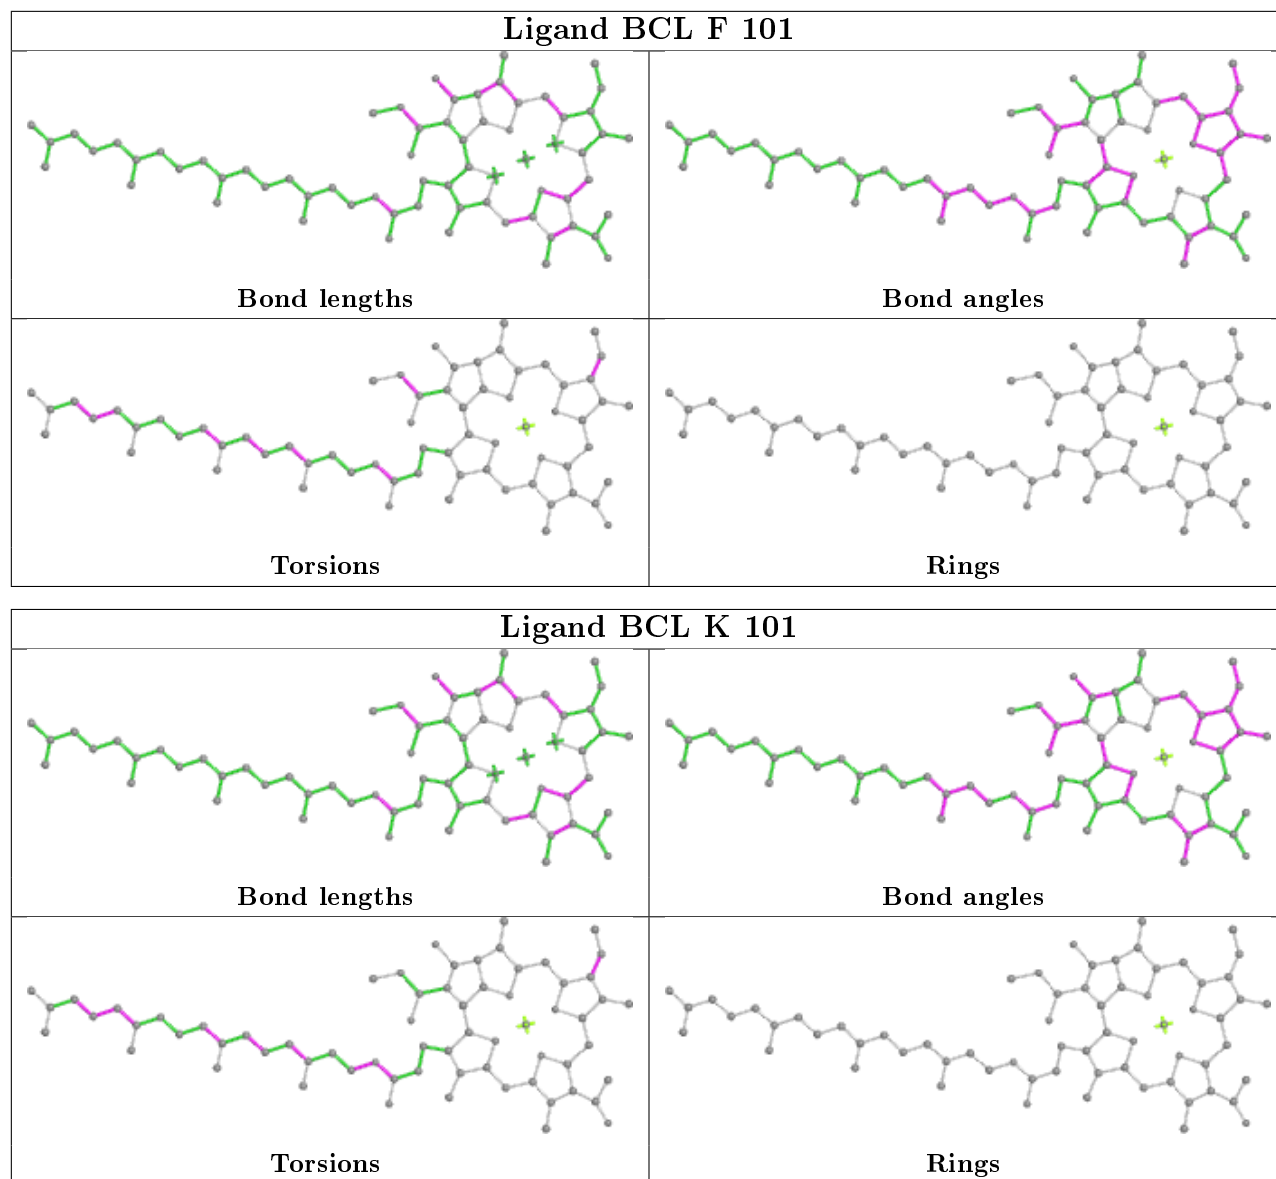 Ligand BCL F 101
Bond lengths
Bond angles
Torsions
Rings
Ligand BCL K 101
Bond lengths
Bond angles
Torsions
Rings